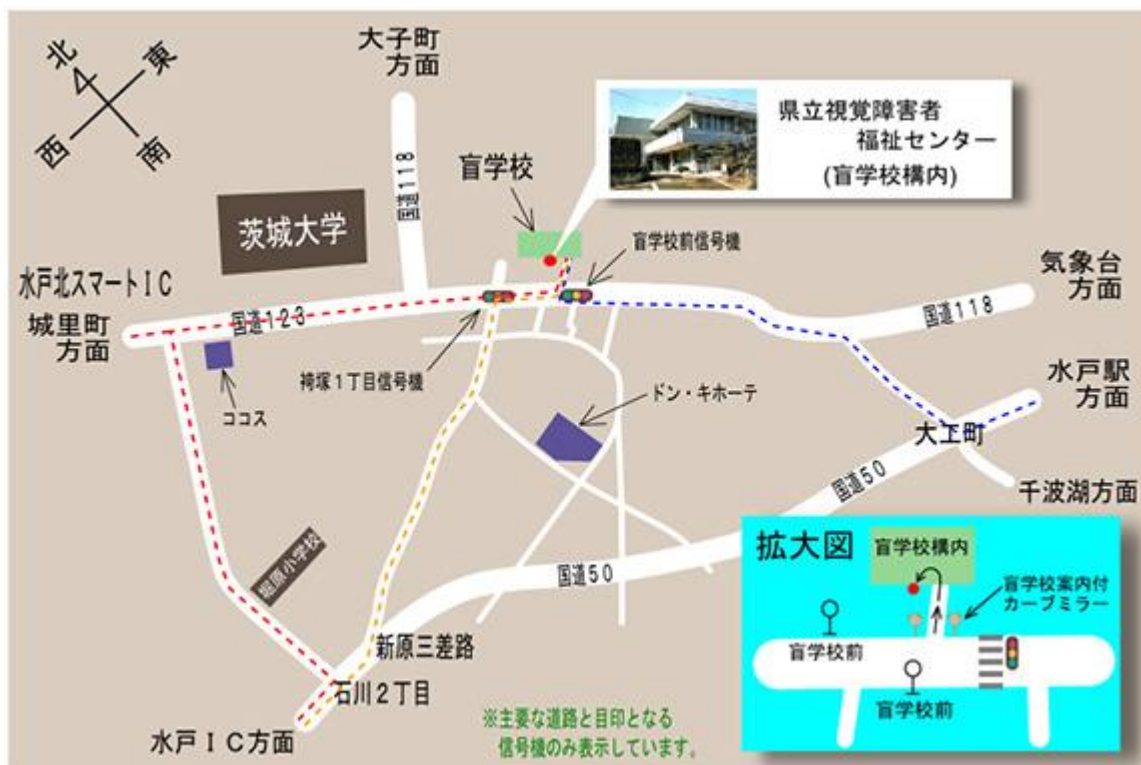 北
東
西
南
大子町
方面
国道118
盲学校
県立視覚障害者
福祉センター
(盲学校構内)
茨城大学
盲学校前信号機
気象台
方面
水戸北スマートIC
城里町
方面
国道123
国道118
袴塚1丁目信号機
ココス
ドン・キホーテ
水戸駅
方面
大工町
国道50
千波湖方面
堀原小学校
国道50
新原三差路
石川2丁目
水戸IC方面
※主要な道路と目印となる
信号機のみ表示しています。
拡大図
盲学校構内
盲学校案内付
カーブミラー
盲学校前
盲学校前